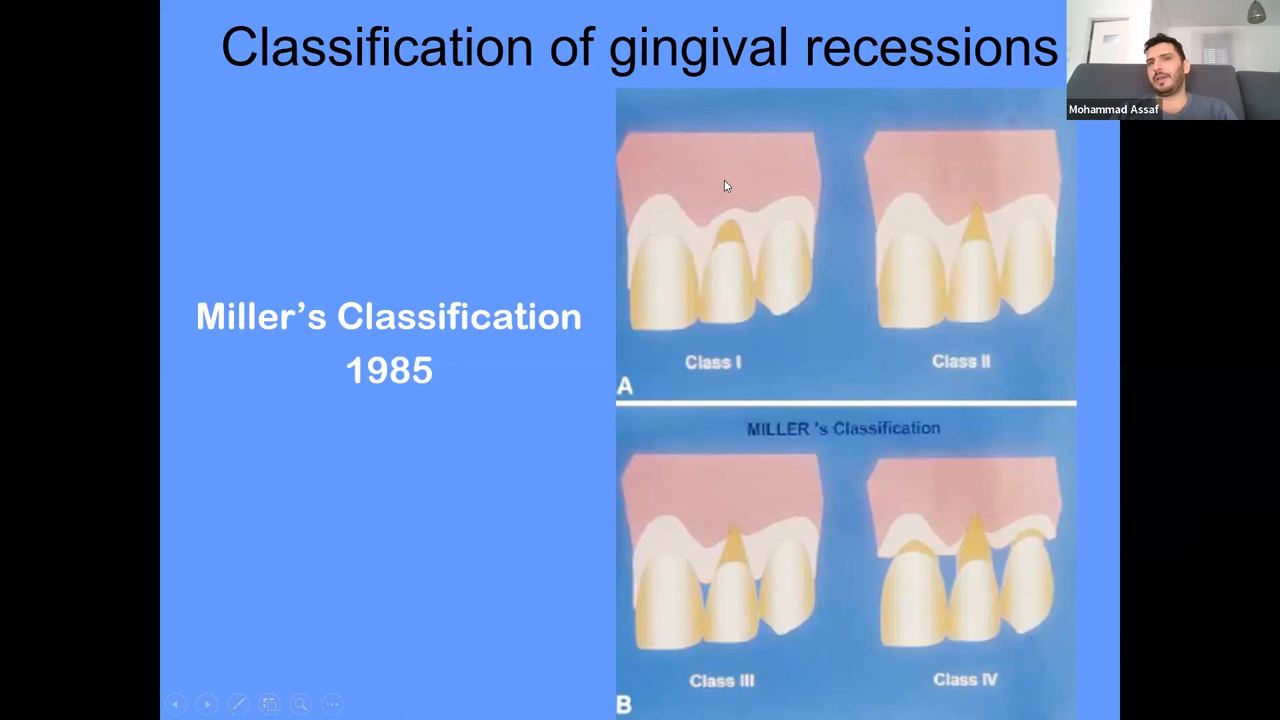 Classification of gingival recessions
Mohammad Assaf
Miller’s Classification
1985
Class I
Class II
A
MILLER 's Classification
Class III
Class IV
B